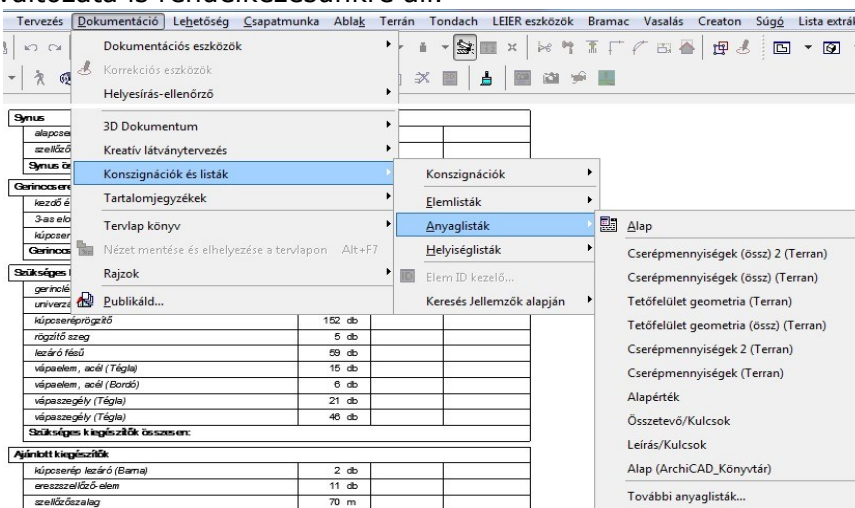 változata is rendelkezésünkre áll.
Tervezés Dokumentáció Lehetőség Csapatmunka Ablak Terrán Tondach LEIER eszközök Bramac Vasalás Creaton Súgó Lista extrák
Dokumentációs eszközök
Korrekciós eszközök
Helyesírás-ellenőrző
3D Dokumentum
Kreatív látványtervezés
Konszignációk és listák
Tartalomjegyzékek
Tervlap könyv
Nézet mentése és elhelyezése a tervlapon Alt+F7
Rajzok
Publikáld...
Konszignációk
Elemlisták
Anyaglisták
Helyiséglisták
Elem ID kezelő...
Keresés Jellemzők alapján
Alap
Cserépmennyiségek (össz) 2 (Terran)
Cserépmennyiségek (össz) (Terran)
Tetőfelület geometria (Terran)
Tetőfelület geometria (össz) (Terran)
Cserépmennyiségek 2 (Terran)
Cserépmennyiségek (Terran)
Alapérték
Összetevő/Kulcsok
Leírás/Kulcsok
Alap (ArchiCAD_Könyvtár)
További anyaglisták...
Synus
kúpcseréprögzítő 152 db
rögzítő szeg 5 db
lezáró fésű 59 db
vápaelem, acél (Tégla) 15 db
vápaelem, acél (Bordó) 6 db
vápaszegély (Tégla) 21 db
vápaszegély (Tégla) 46 db
Szükséges kiegészítők összesen:
Ajánlott kiegészítők
kúpcserép lezáró (Barna) 2 db
ereszszellőző-elem 11 db
szellőzőszalag 70 m